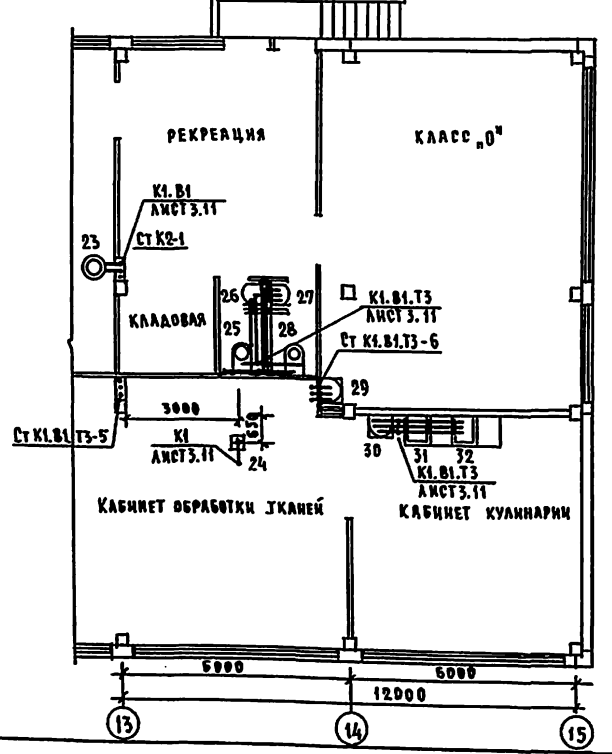 РЕКРЕАЦИЯ
КЛАСС „О"
К1.В1
ЛИСТ 3.11
Ст К2-1
23
26
27
К1.В1.Т3
ЛИСТ 3.11
КЛАДОВАЯ
25
28
Ст К1.В1.Т3-6
29
3000
650
Ст К1.В1.Т3-5
К1
ЛИСТ 3.11
24
30
31
32
К1.В1.Т3
ЛИСТ 3.11
КАБИНЕТ ОБРАБОТКИ ТКАНЕЙ
КАБИНЕТ КУЛИНАРИИ
6000
6000
12000
13
14
15